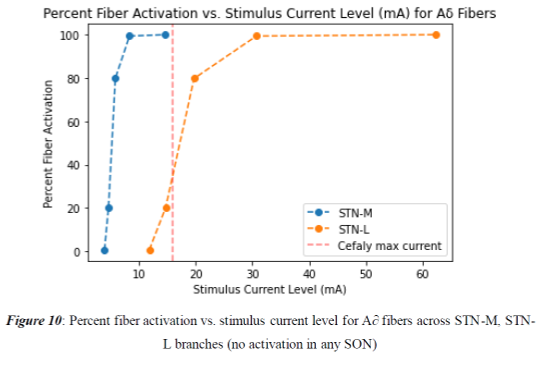 Percent Fiber Activation vs. Stimulus Current Level (mA) for Aδ Fibers
Percent Fiber Activation
100
80
60
40
20
0
STN-M
STN-L
Cefaly max current
10
20
30
40
50
60
Stimulus Current Level (mA)
Figure 10: Percent fiber activation vs. stimulus current level for A∂ fibers across STN-M, STN-
L branches (no activation in any SON)